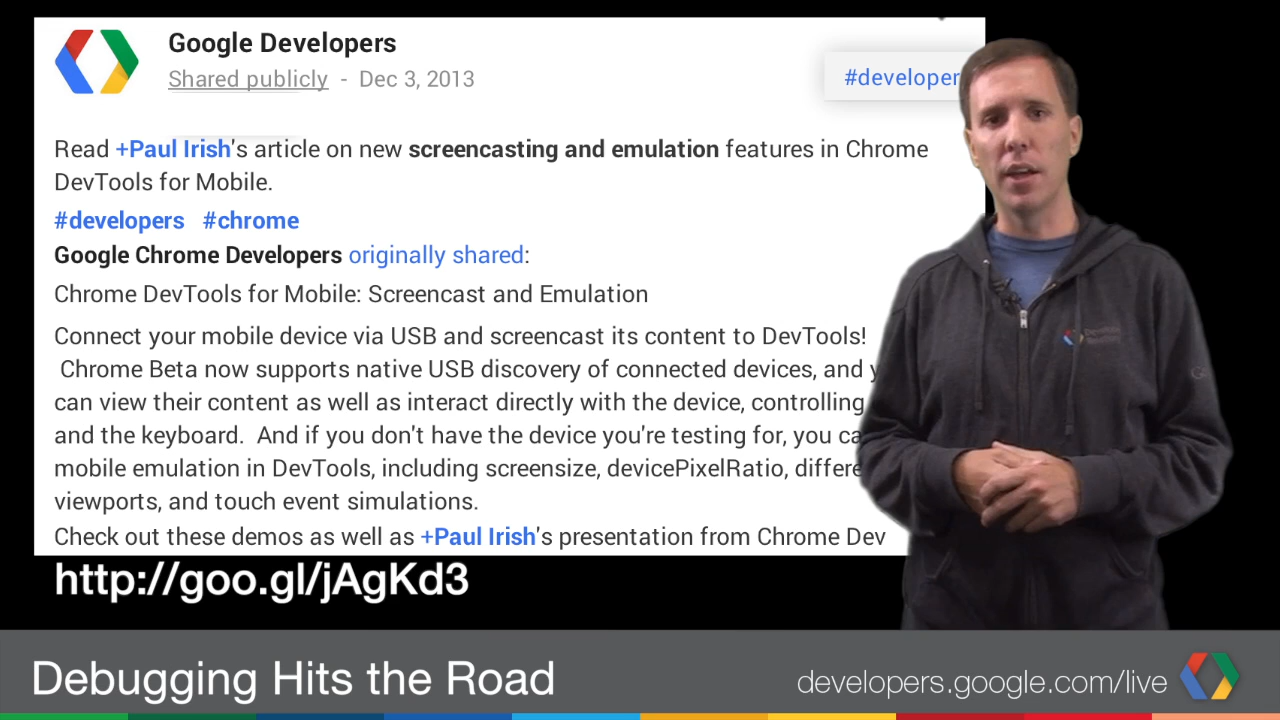 Google Developers
Shared publicly - Dec 3, 2013
#developer
Read +Paul Irish's article on new screencasting and emulation features in Chrome
DevTools for Mobile.
#developers #chrome
Google Chrome Developers originally shared:
Chrome DevTools for Mobile: Screencast and Emulation
Connect your mobile device via USB and screencast its content to DevTools!
Chrome Beta now supports native USB discovery of connected devices, and
can view their content as well as interact directly with the device, controlling
and the keyboard. And if you don't have the device you're testing for, you ca
mobile emulation in DevTools, including screensize, devicePixelRatio, differe
viewports, and touch event simulations.
Check out these demos as well as +Paul Irish's presentation from Chrome Dev
http://goo.gl/jAgKd3
Debugging Hits the Road
developers.google.com/live